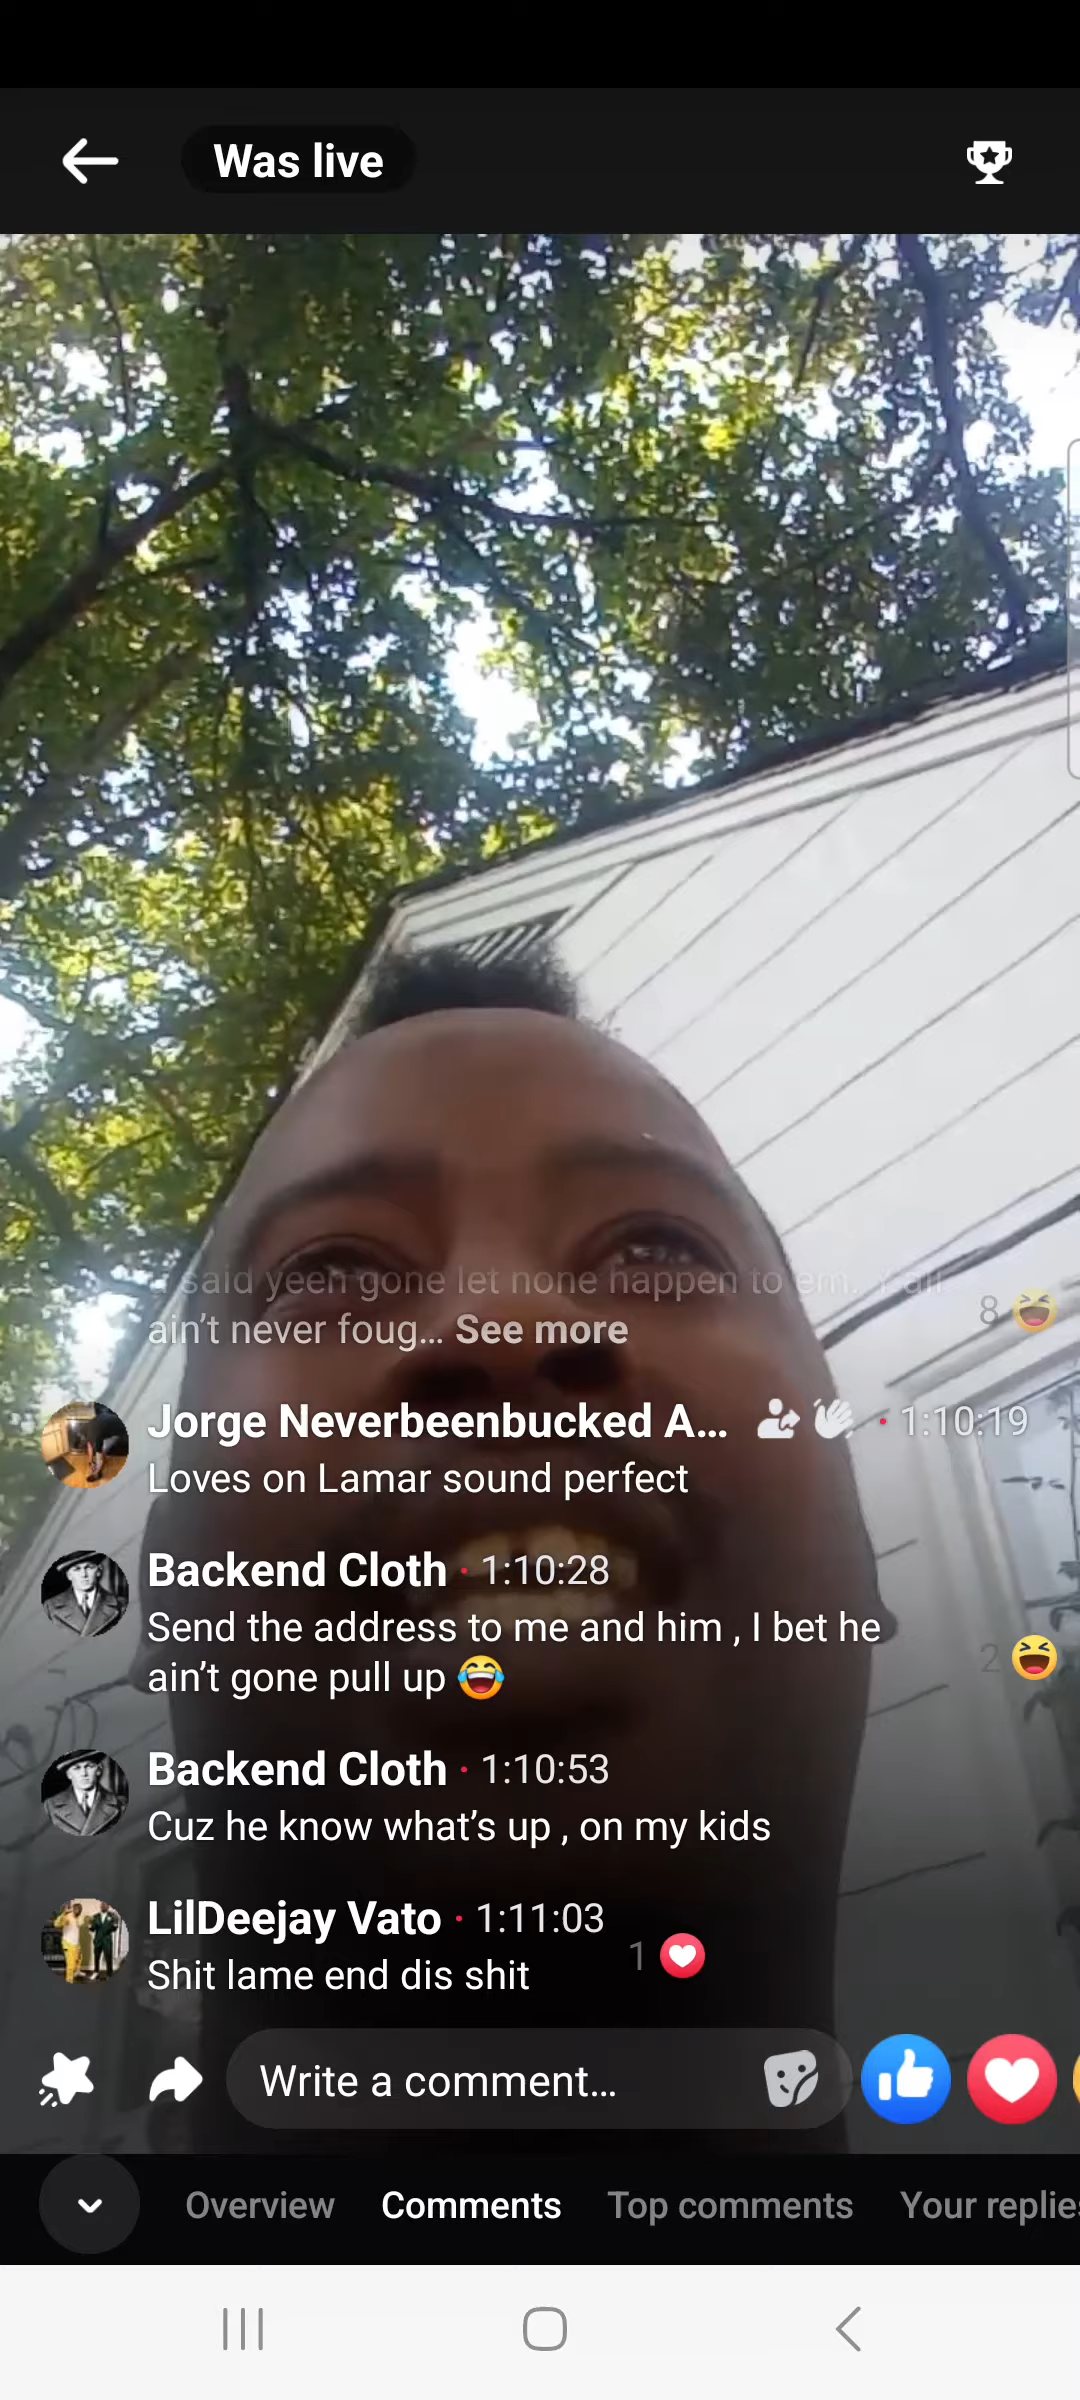 Was live
said yeen gone let none happen to em.
ain't never foug... See more
8
Jorge Neverbeenbucked A... · 1:10:19
Loves on Lamar sound perfect
Backend Cloth · 1:10:28
Send the address to me and him , I bet he
ain't gone pull up 😂
2
Backend Cloth · 1:10:53
Cuz he know what's up , on my kids
LilDeejay Vato · 1:11:03
Shit lame end dis shit
1
Write a comment...
Overview Comments Top comments Your replies